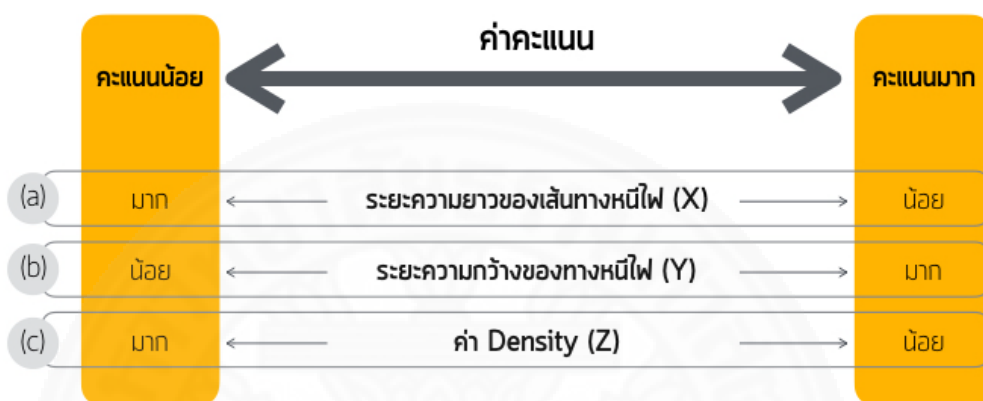 ค่าคะแนน
คะแนนน้อย
คะแนนมาก
(a) มาก ระยะความยาวของเส้นทางหนีไฟ (X) น้อย
(b) น้อย ระยะความกว้างของทางหนีไฟ (Y) มาก
(c) มาก ค่า Density (Z) น้อย